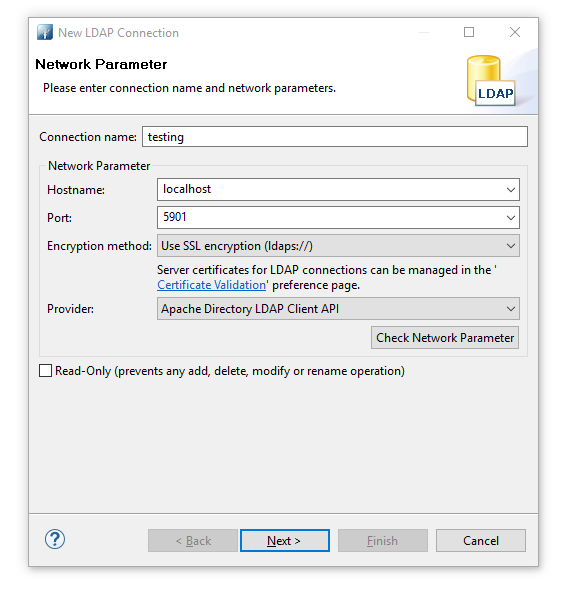 New LDAP Connection
Network Parameter
Please enter connection name and network parameters.
LDAP
Connection name: testing
Network Parameter
Hostname: localhost
Port: 5901
Encryption method: Use SSL encryption (ldaps://)
Server certificates for LDAP connections can be managed in the '
Certificate Validation' preference page.
Provider: Apache Directory LDAP Client API
Check Network Parameter
Read-Only (prevents any add, delete, modify or rename operation)
? < Back Next > Finish Cancel